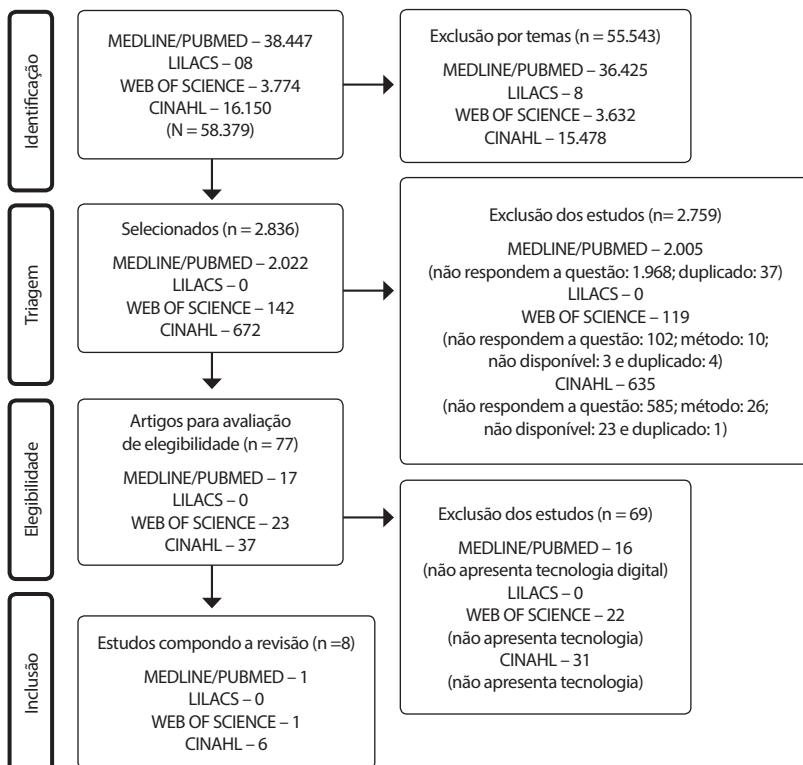 Identificação
MEDLINE/PUBMED – 38.447
LILACS – 08
WEB OF SCIENCE – 3.774
CINAHL – 16.150
(N = 58.379)
Exclusão por temas (n = 55.543)
MEDLINE/PUBMED – 36.425
LILACS – 8
WEB OF SCIENCE – 3.632
CINAHL – 15.478
Triagem
Selecionados (n = 2.836)
MEDLINE/PUBMED – 2.022
LILACS – 0
WEB OF SCIENCE – 142
CINAHL – 672
Exclusão dos estudos (n= 2.759)
MEDLINE/PUBMED – 2.005
(não respondem a questão: 1.968; duplicado: 37)
LILACS – 0
WEB OF SCIENCE – 119
(não respondem a questão: 102; método: 10;
não disponível: 3 e duplicado: 4)
CINAHL – 635
(não respondem a questão: 585; método: 26;
não disponível: 23 e duplicado: 1)
Elegibilidade
Artigos para avaliação
de elegibilidade (n = 77)
MEDLINE/PUBMED – 17
LILACS – 0
WEB OF SCIENCE – 23
CINAHL – 37
Exclusão dos estudos (n = 69)
MEDLINE/PUBMED – 16
(não apresenta tecnologia digital)
LILACS – 0
WEB OF SCIENCE – 22
(não apresenta tecnologia)
CINAHL – 31
(não apresenta tecnologia)
Inclusão
Estudos compondo a revisão (n =8)
MEDLINE/PUBMED – 1
LILACS – 0
WEB OF SCIENCE – 1
CINAHL – 6